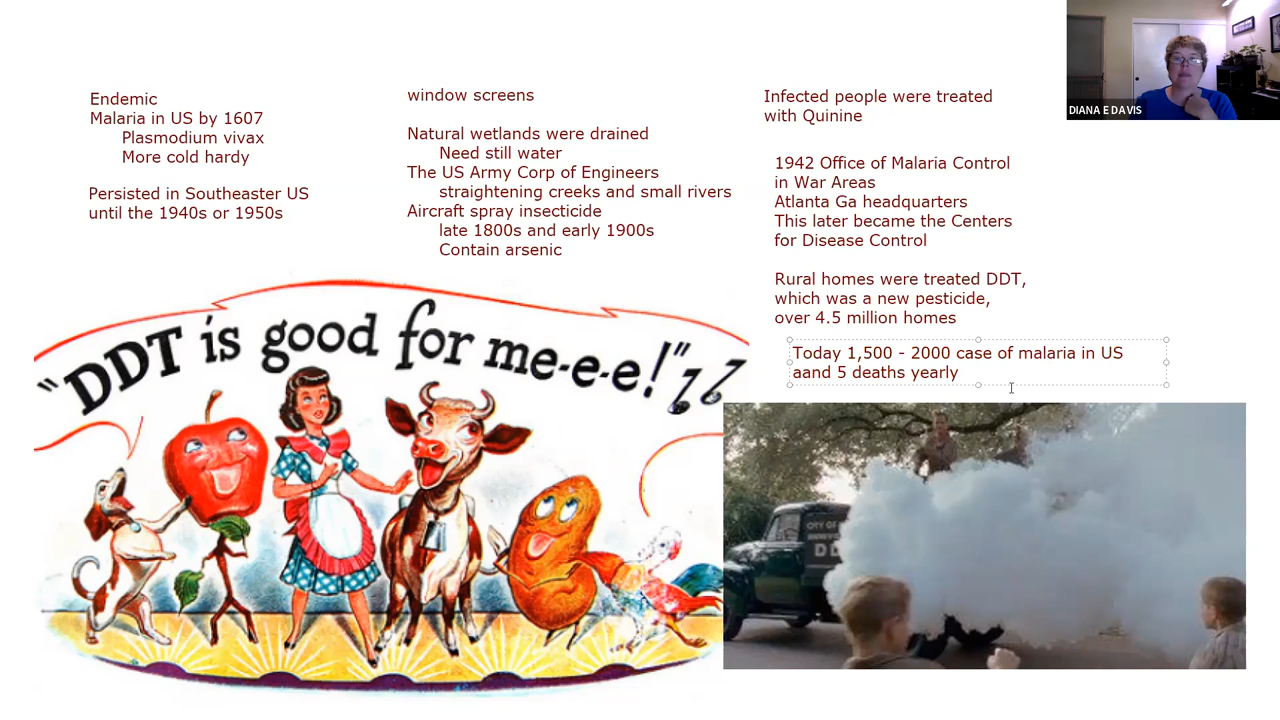 Endemic
Malaria in US by 1607
Plasmodium vivax
More cold hardy
Persisted in Southeaster US
until the 1940s or 1950s
window screens
Natural wetlands were drained
Need still water
The US Army Corp of Engineers
straightening creeks and small rivers
Aircraft spray insecticide
late 1800s and early 1900s
Contain arsenic
Infected people were treated
with Quinine
1942 Office of Malaria Control
in War Areas
Atlanta Ga headquarters
This later became the Centers
for Disease Control
Rural homes were treated DDT,
which was a new pesticide,
over 4.5 million homes
Today 1,500 - 2000 case of malaria in US
aand 5 deaths yearly
DIANA E DAVIS
"DDT is good for me-e-e!"
CITY OF